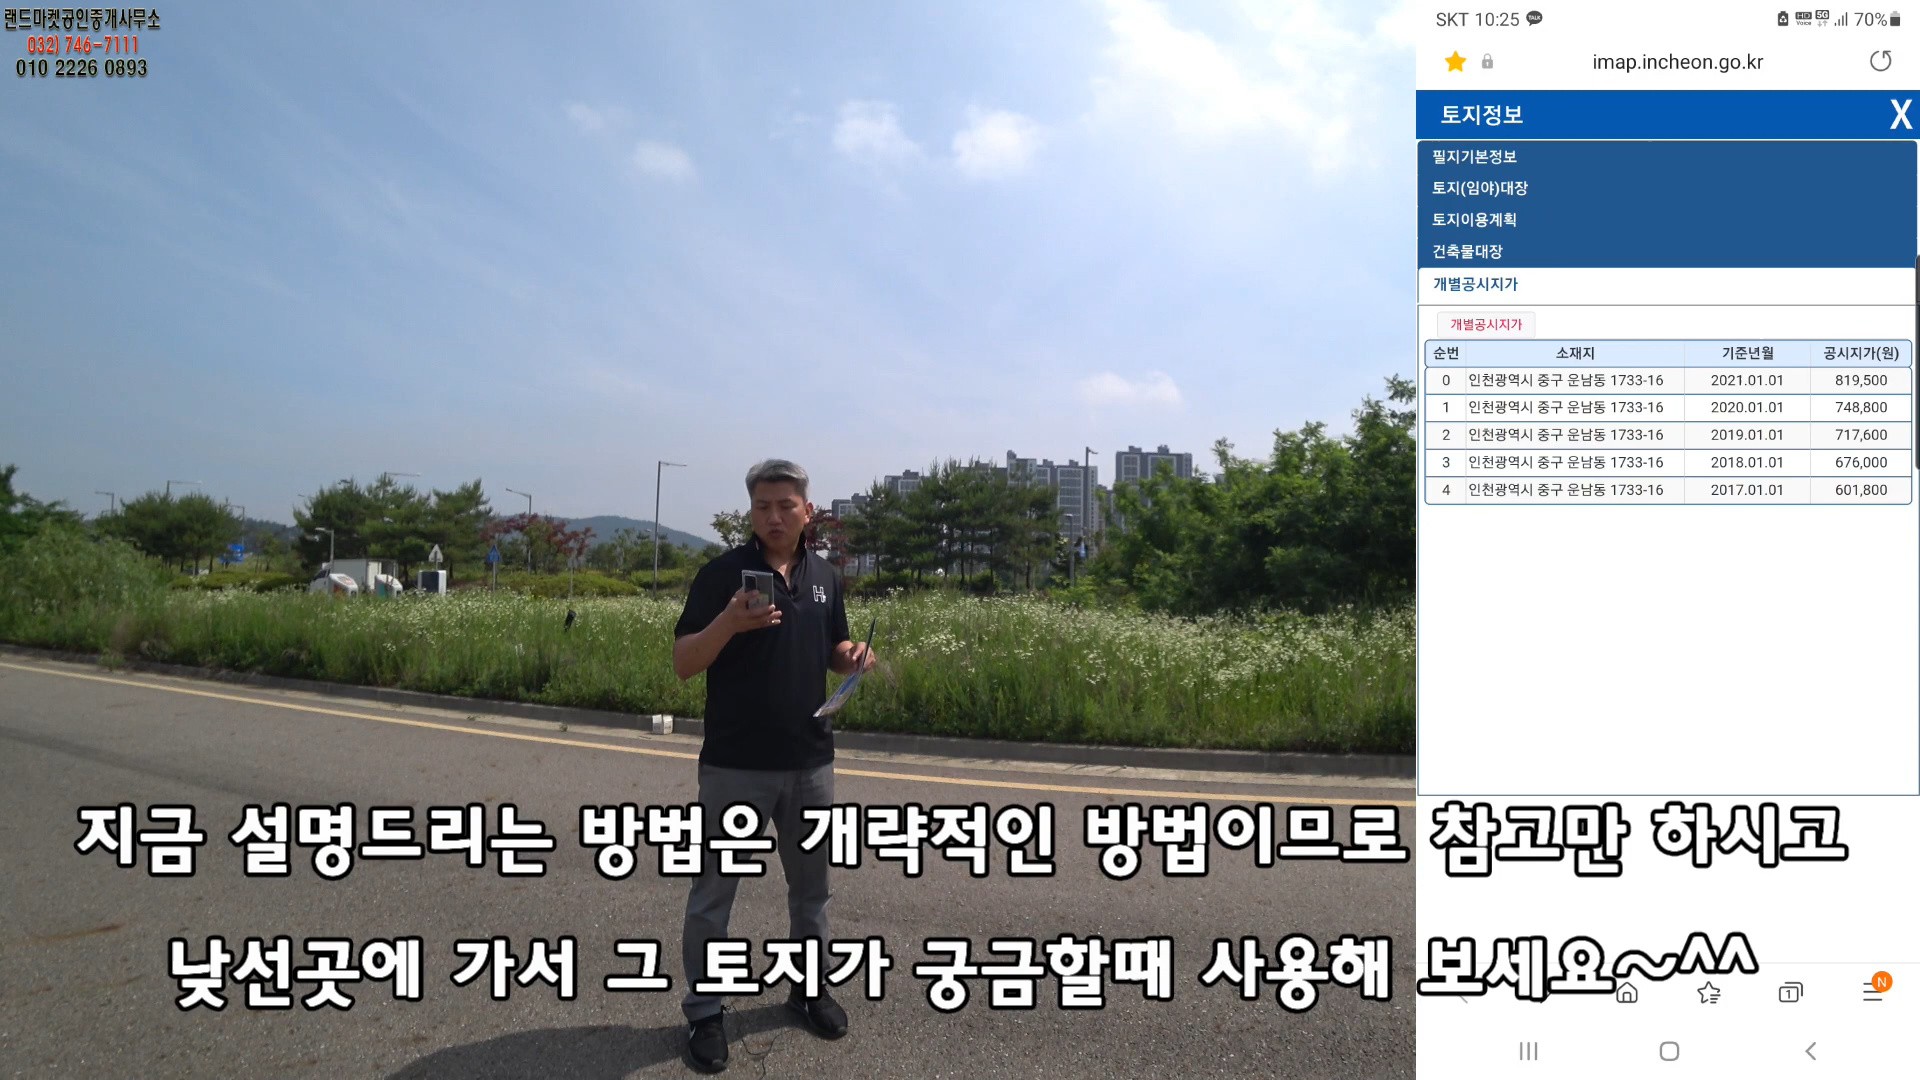 랜드마켓공인중개사무소
032) 746-7111
010 2226 0893
SKT 10:25
70%
imap.incheon.go.kr
토지정보 X
필지기본정보
토지(임야)대장
토지이용계획
건축물대장
개별공시지가
개별공시지가
순번 소재지 기준년월 공시지가(원)
0 인천광역시 중구 운남동 1733-16 2021.01.01 819,500
1 인천광역시 중구 운남동 1733-16 2020.01.01 748,800
2 인천광역시 중구 운남동 1733-16 2019.01.01 717,600
3 인천광역시 중구 운남동 1733-16 2018.01.01 676,000
4 인천광역시 중구 운남동 1733-16 2017.01.01 601,800
H
지금 설명드리는 방법은 개략적인 방법이므로 참고만 하시고
낯선곳에 가서 그 토지가 궁금할때 사용해 보세요~^^
1
N